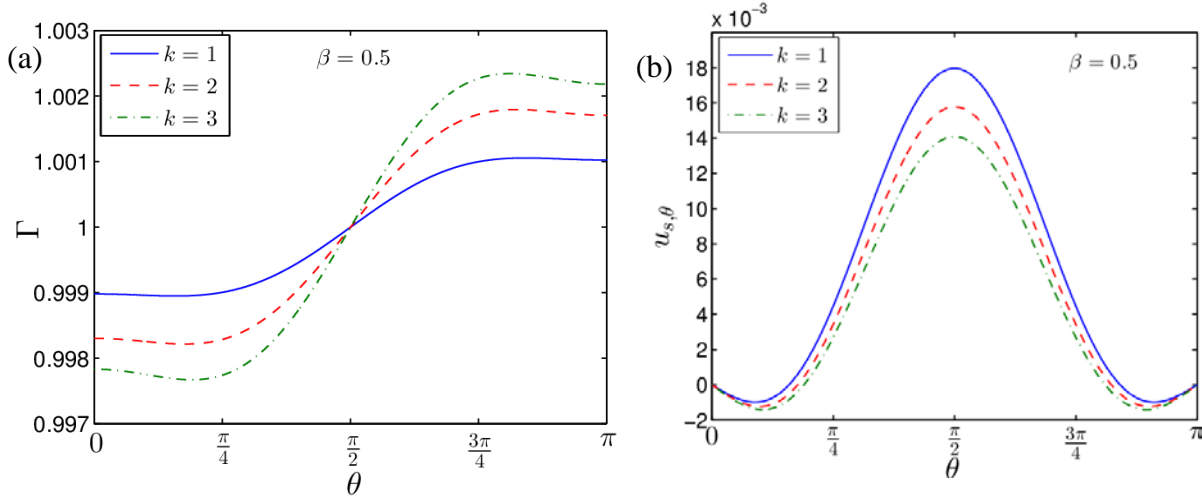 (a)
1.003
1.002
1.001
1
0.999
0.998
0.997
Γ
k = 1
k = 2
k = 3
β = 0.5
0
π/4
π/2
3π/4
π
θ
(b)
x 10⁻³
18
16
14
12
10
8
6
4
2
0
−2
u_{s,θ}
k = 1
k = 2
k = 3
β = 0.5
0
π/4
π/2
3π/4
π
θ